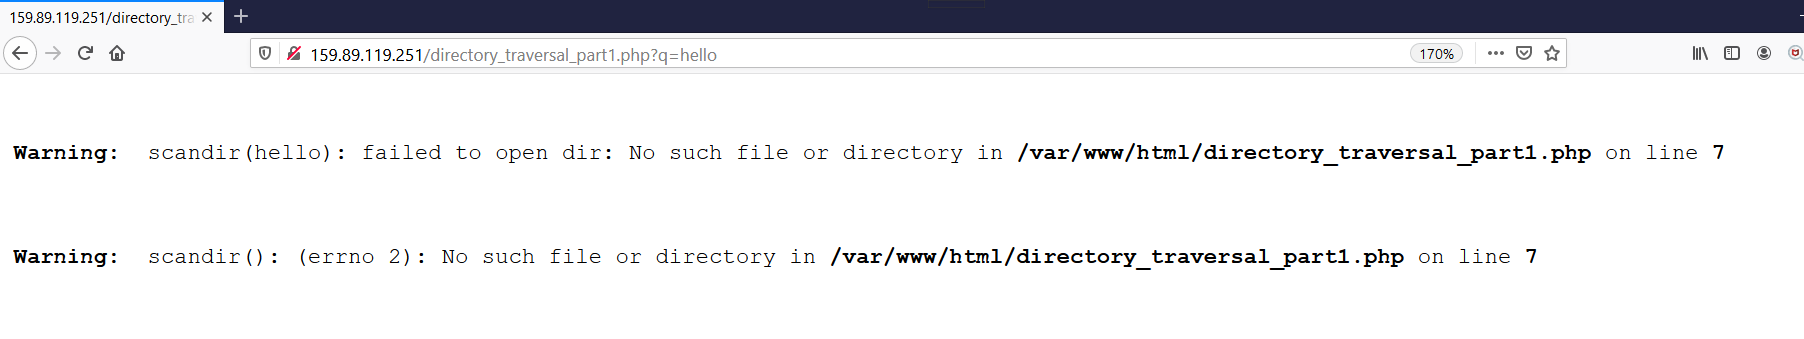 159.89.119.251/directory_tra
159.89.119.251/directory_traversal_part1.php?q=hello
170%
Warning: scandir(hello): failed to open dir: No such file or directory in /var/www/html/directory_traversal_part1.php on line 7
Warning: scandir(): (errno 2): No such file or directory in /var/www/html/directory_traversal_part1.php on line 7